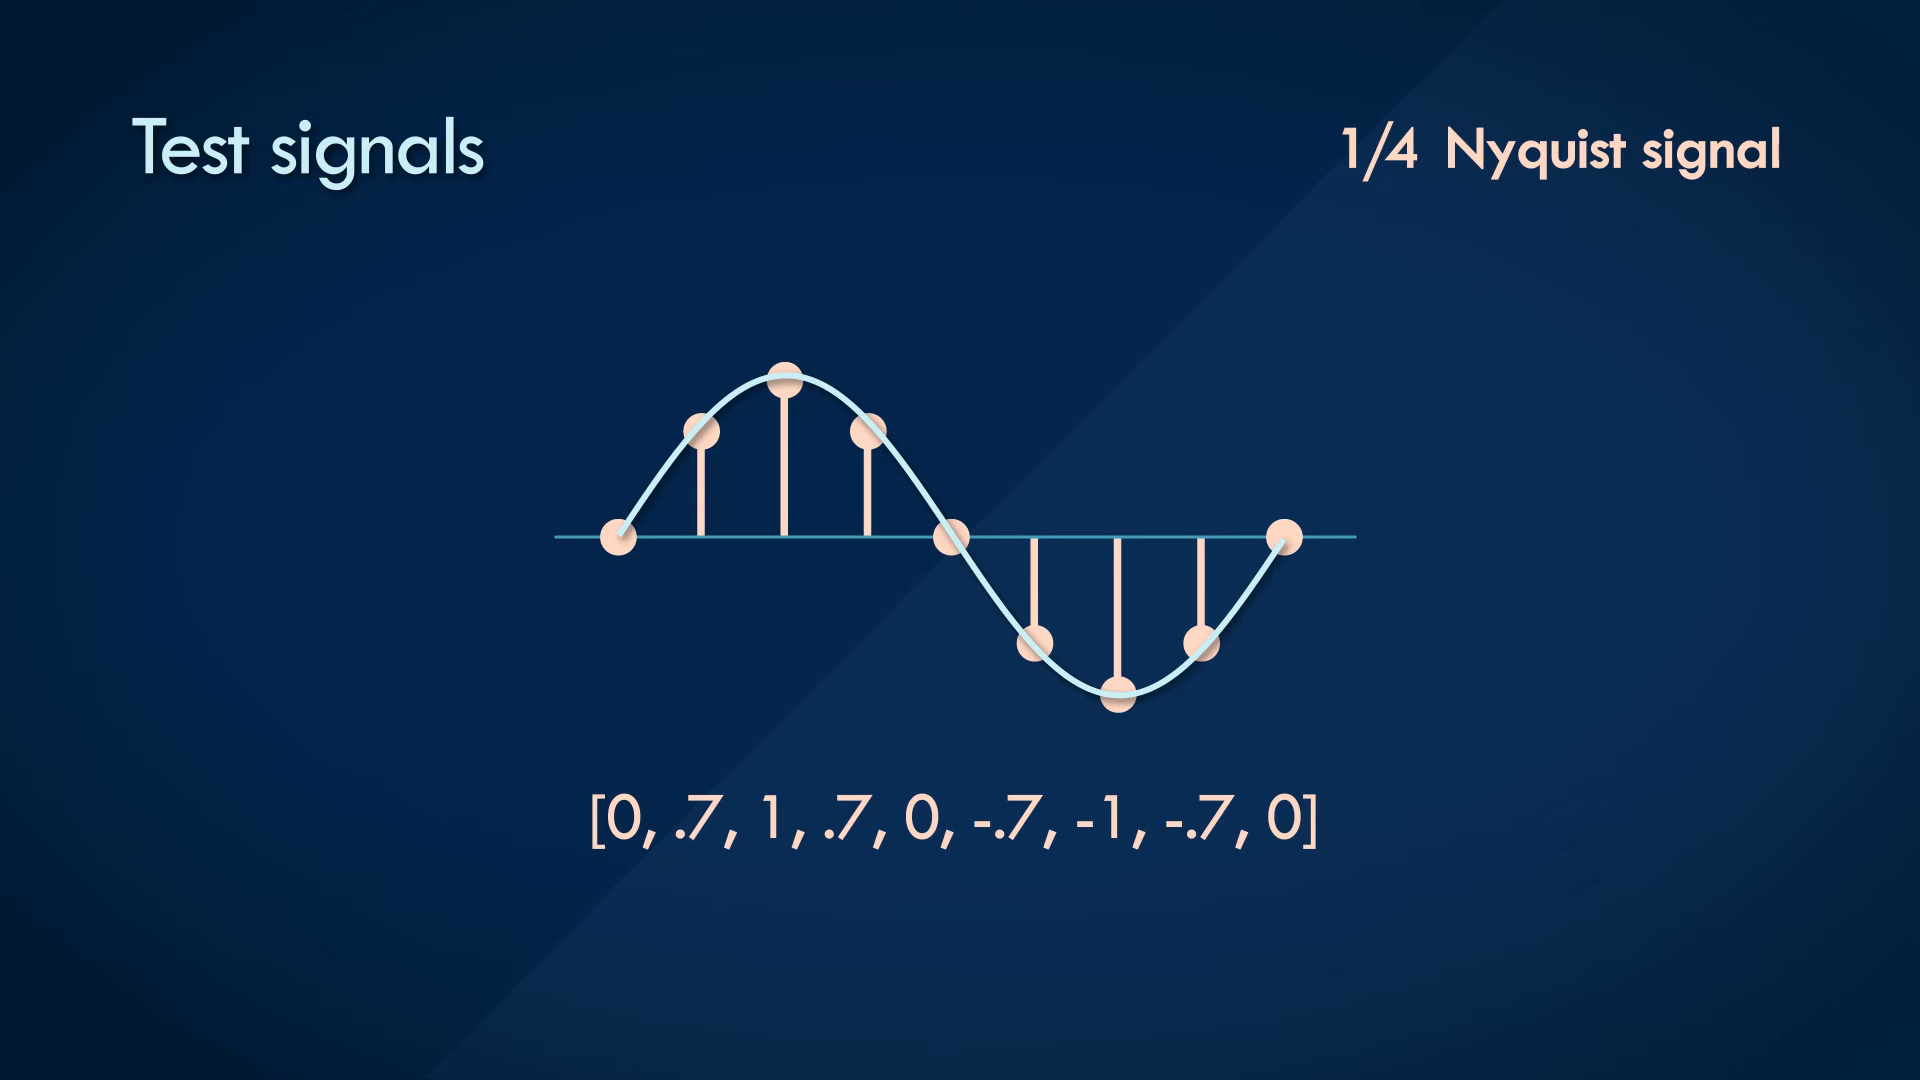 Test signals
1/4 Nyquist signal
[0, .7, 1, .7, 0, -.7, -1, -.7, 0]